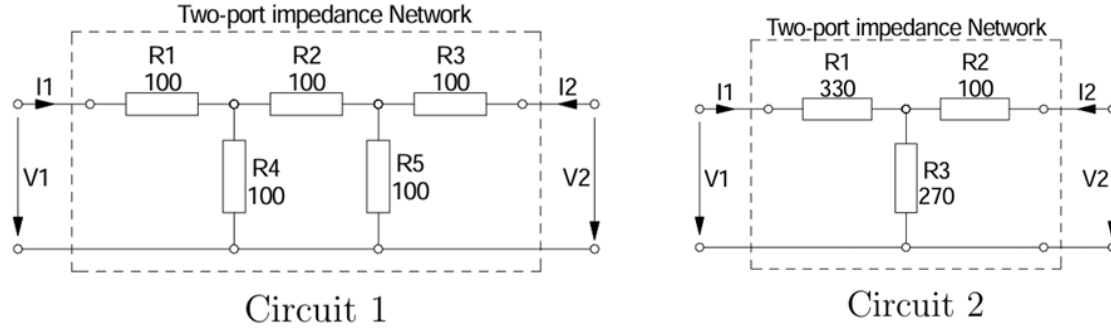 Two-port impedance Network
R1
100
R2
100
R3
100
I1
I2
R4
100
R5
100
V1
V2
Circuit 1
Two-port impedance Network
R1
330
R2
100
I1
I2
R3
270
V1
V2
Circuit 2